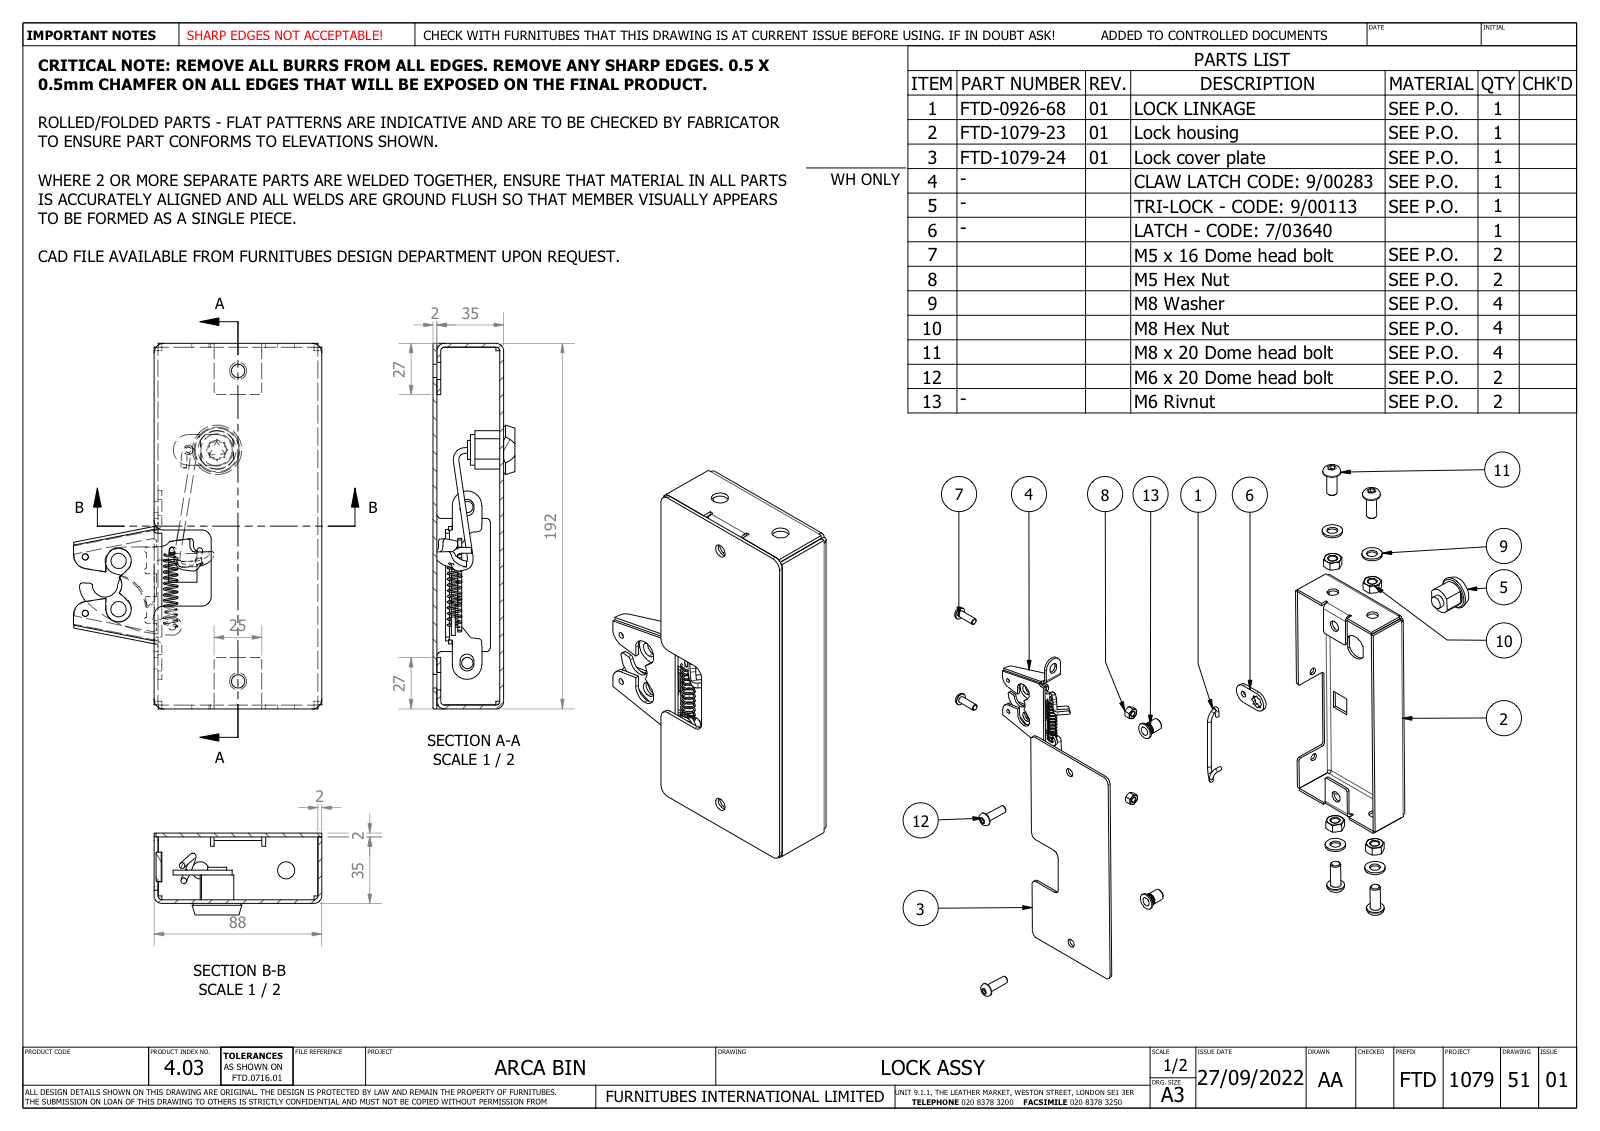 IMPORTANT NOTES SHARP EDGES NOT ACCEPTABLE! CHECK WITH FURNITUBES THAT THIS DRAWING IS AT CURRENT ISSUE BEFORE USING. IF IN DOUBT ASK! ADDED TO CONTROLLED DOCUMENTS DATE INITIAL
CRITICAL NOTE: REMOVE ALL BURRS FROM ALL EDGES. REMOVE ANY SHARP EDGES. 0.5 X
0.5mm CHAMFER ON ALL EDGES THAT WILL BE EXPOSED ON THE FINAL PRODUCT.
ROLLED/FOLDED PARTS - FLAT PATTERNS ARE INDICATIVE AND ARE TO BE CHECKED BY FABRICATOR
TO ENSURE PART CONFORMS TO ELEVATIONS SHOWN.
WHERE 2 OR MORE SEPARATE PARTS ARE WELDED TOGETHER, ENSURE THAT MATERIAL IN ALL PARTS
IS ACCURATELY ALIGNED AND ALL WELDS ARE GROUND FLUSH SO THAT MEMBER VISUALLY APPEARS
TO BE FORMED AS A SINGLE PIECE.
CAD FILE AVAILABLE FROM FURNITUBES DESIGN DEPARTMENT UPON REQUEST.
PARTS LIST
ITEM PART NUMBER REV. DESCRIPTION MATERIAL QTY CHK'D
1 FTD-0926-68 01 LOCK LINKAGE SEE P.O. 1
2 FTD-1079-23 01 Lock housing SEE P.O. 1
3 FTD-1079-24 01 Lock cover plate SEE P.O. 1
WH ONLY
4 - CLAW LATCH CODE: 9/00283 SEE P.O. 1
5 - TRI-LOCK - CODE: 9/00113 SEE P.O. 1
6 - LATCH - CODE: 7/03640 1
7 M5 x 16 Dome head bolt SEE P.O. 2
8 M5 Hex Nut SEE P.O. 2
9 M8 Washer SEE P.O. 4
10 M8 Hex Nut SEE P.O. 4
11 M8 x 20 Dome head bolt SEE P.O. 4
12 M6 x 20 Dome head bolt SEE P.O. 2
13 - M6 Rivnut SEE P.O. 2
A
B B
25
A
2 35
27
192
27
SECTION A-A
SCALE 1 / 2
2
2
35
88
SECTION B-B
SCALE 1 / 2
7 4 8 13 1 6 11
9
5
10
2
12
3
PRODUCT CODE
PRODUCT INDEX NO.
4.03
TOLERANCES
AS SHOWN ON
FTD.0716.01
FILE REFERENCE
PROJECT
ARCA BIN
DRAWING
LOCK ASSY
SCALE
1/2
DRG. SIZE
A3
ISSUE DATE
27/09/2022
DRAWN
AA
CHECKED
PREFIX
FTD
PROJECT
1079
DRAWING
51
ISSUE
01
ALL DESIGN DETAILS SHOWN ON THIS DRAWING ARE ORIGINAL. THE DESIGN IS PROTECTED BY LAW AND REMAIN THE PROPERTY OF FURNITUBES.
THE SUBMISSION ON LOAN OF THIS DRAWING TO OTHERS IS STRICTLY CONFIDENTIAL AND MUST NOT BE COPIED WITHOUT PERMISSION FROM
FURNITUBES INTERNATIONAL LIMITED
UNIT 9.1.1, THE LEATHER MARKET, WESTON STREET, LONDON SE1 3ER
TELEPHONE 020 8378 3200 FACSIMILE 020 8378 3250